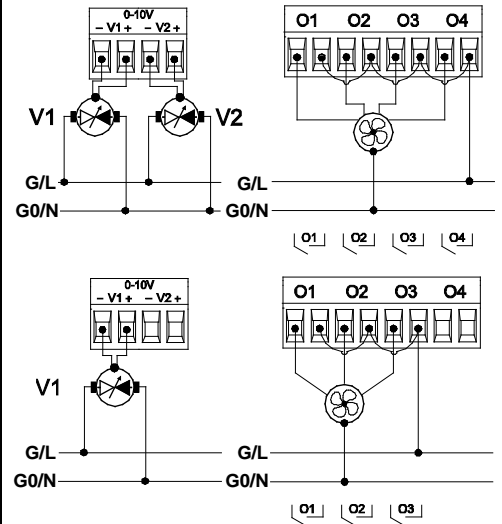 0-10V
– V1 + – V2 +
O1 O2 O3 O4
V1 V2
G/L G/L
G0/N G0/N
O1 O2 O3 O4
0-10V
– V1 + – V2 +
O1 O2 O3 O4
V1
G/L G/L
G0/N G0/N
O1 O2 O3